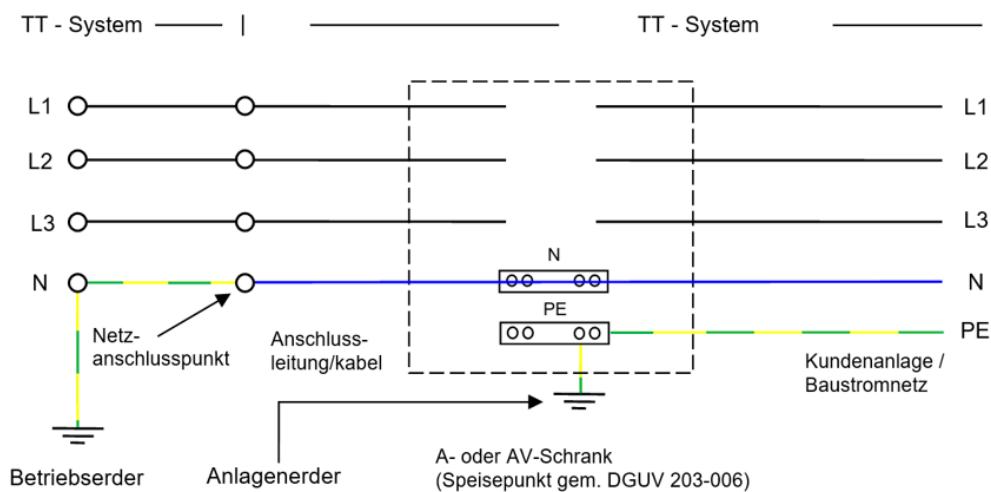 TT - System
TT - System
L1
L1
L2
L2
L3
L3
N
N
N
PE
PE
Netz-
anschlusspunkt
Anschluss-
leitung/kabel
Kundenanlage /
Baustromnetz
Betriebserder
Anlagenerder
A- oder AV-Schrank
(Speisepunkt gem. DGUV 203-006)